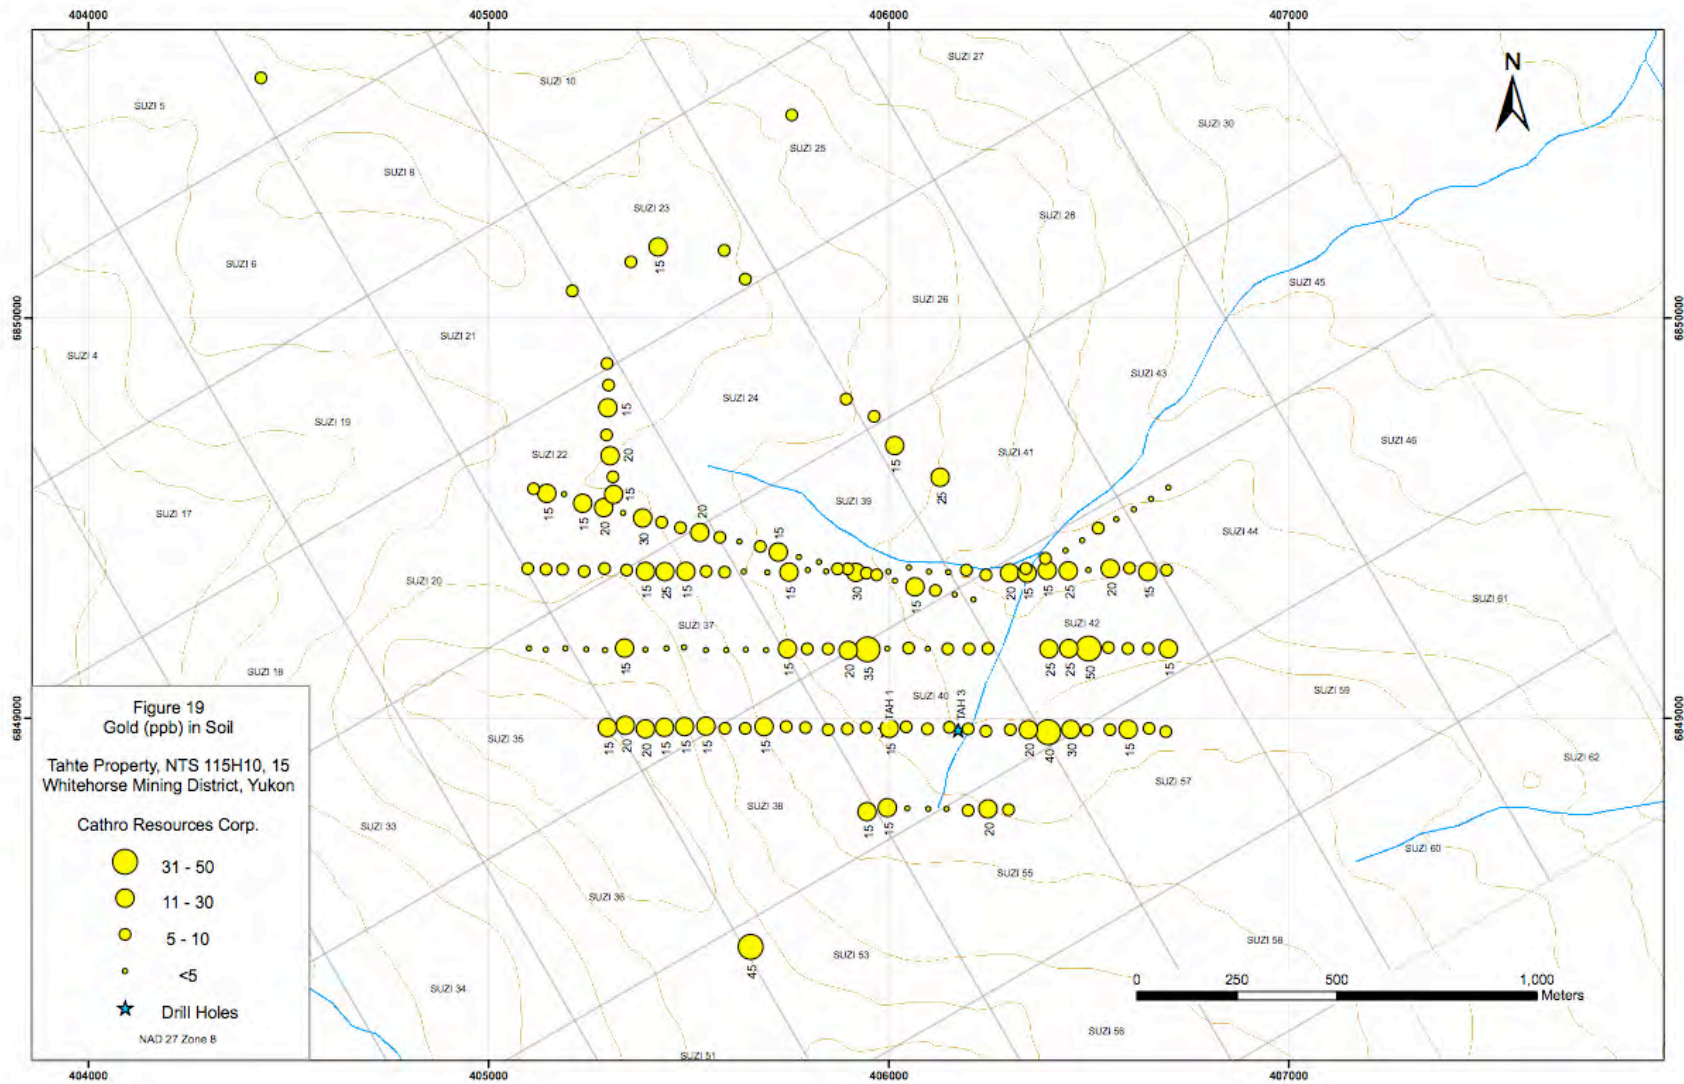 404000 405000 406000 407000
SUZI 27
N
SUZI 10
SUZI 5
SUZI 30
SUZI 25
SUZI 8
SUZI 23
SUZI 28
15
SUZI 6
SUZI 45
SUZI 26
6850000 6850000
SUZI 21
SUZI 4
SUZI 43
SUZI 24
15
SUZI 19
SUZI 46
SUZI 22 20 15 SUZI 41
25
15 15
SUZI 17 15 20 SUZI 39
20 30 15 SUZI 44
SUZI 20
15 25 15 15 30 15 20 15 15 25 20 15
SUZI 61
SUZI 37 SUZI 42
15 15 20 35 25 25 50 15
SUZI 18
SUZI 40 TAH 1 TAH 3
SUZI 59
6849000 6849000
SUZI 35
15 20 20 15 15 15 15 15 20 40 30 15
SUZI 62
SUZI 57
SUZI 38
15 15 20
SUZI 33
SUZI 60
SUZI 55
SUZI 36
SUZI 58
SUZI 53
45
SUZI 34
SUZI 56
SUZI 51
Figure 19
Gold (ppb) in Soil
Tahte Property, NTS 115H10, 15
Whitehorse Mining District, Yukon
Cathro Resources Corp.
31 - 50
11 - 30
5 - 10
<5
Drill Holes
NAD 27 Zone 8
0 250 500 1,000
Meters
404000 405000 406000 407000